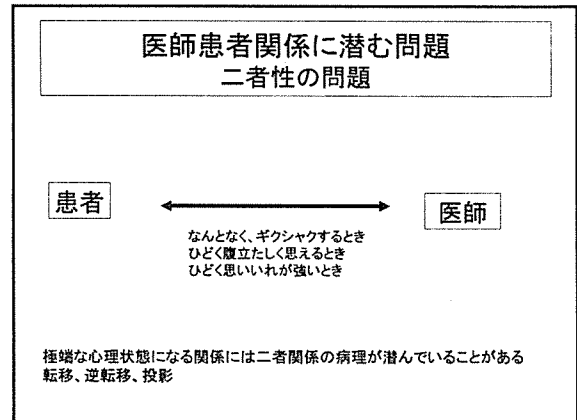 医師患者関係に潜む問題
二者性の問題
患者
医師
なんとなく、ギクシャクするとき
ひどく腹立たしく思えるとき
ひどく思いいれが強いとき
極端な心理状態になる関係には二者関係の病理が潜んでいることがある
転移、逆転移、投影